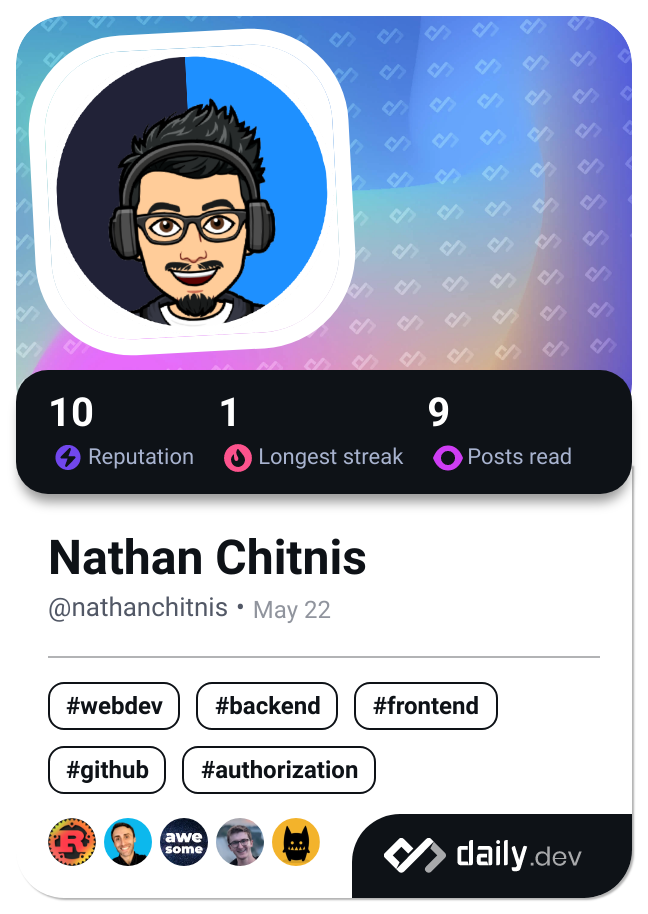 10 1 9
Reputation Longest streak Posts read
Nathan Chitnis
@nathanchitnis • May 22
#webdev #backend #frontend
#github #authorization
R awe
some
daily.dev